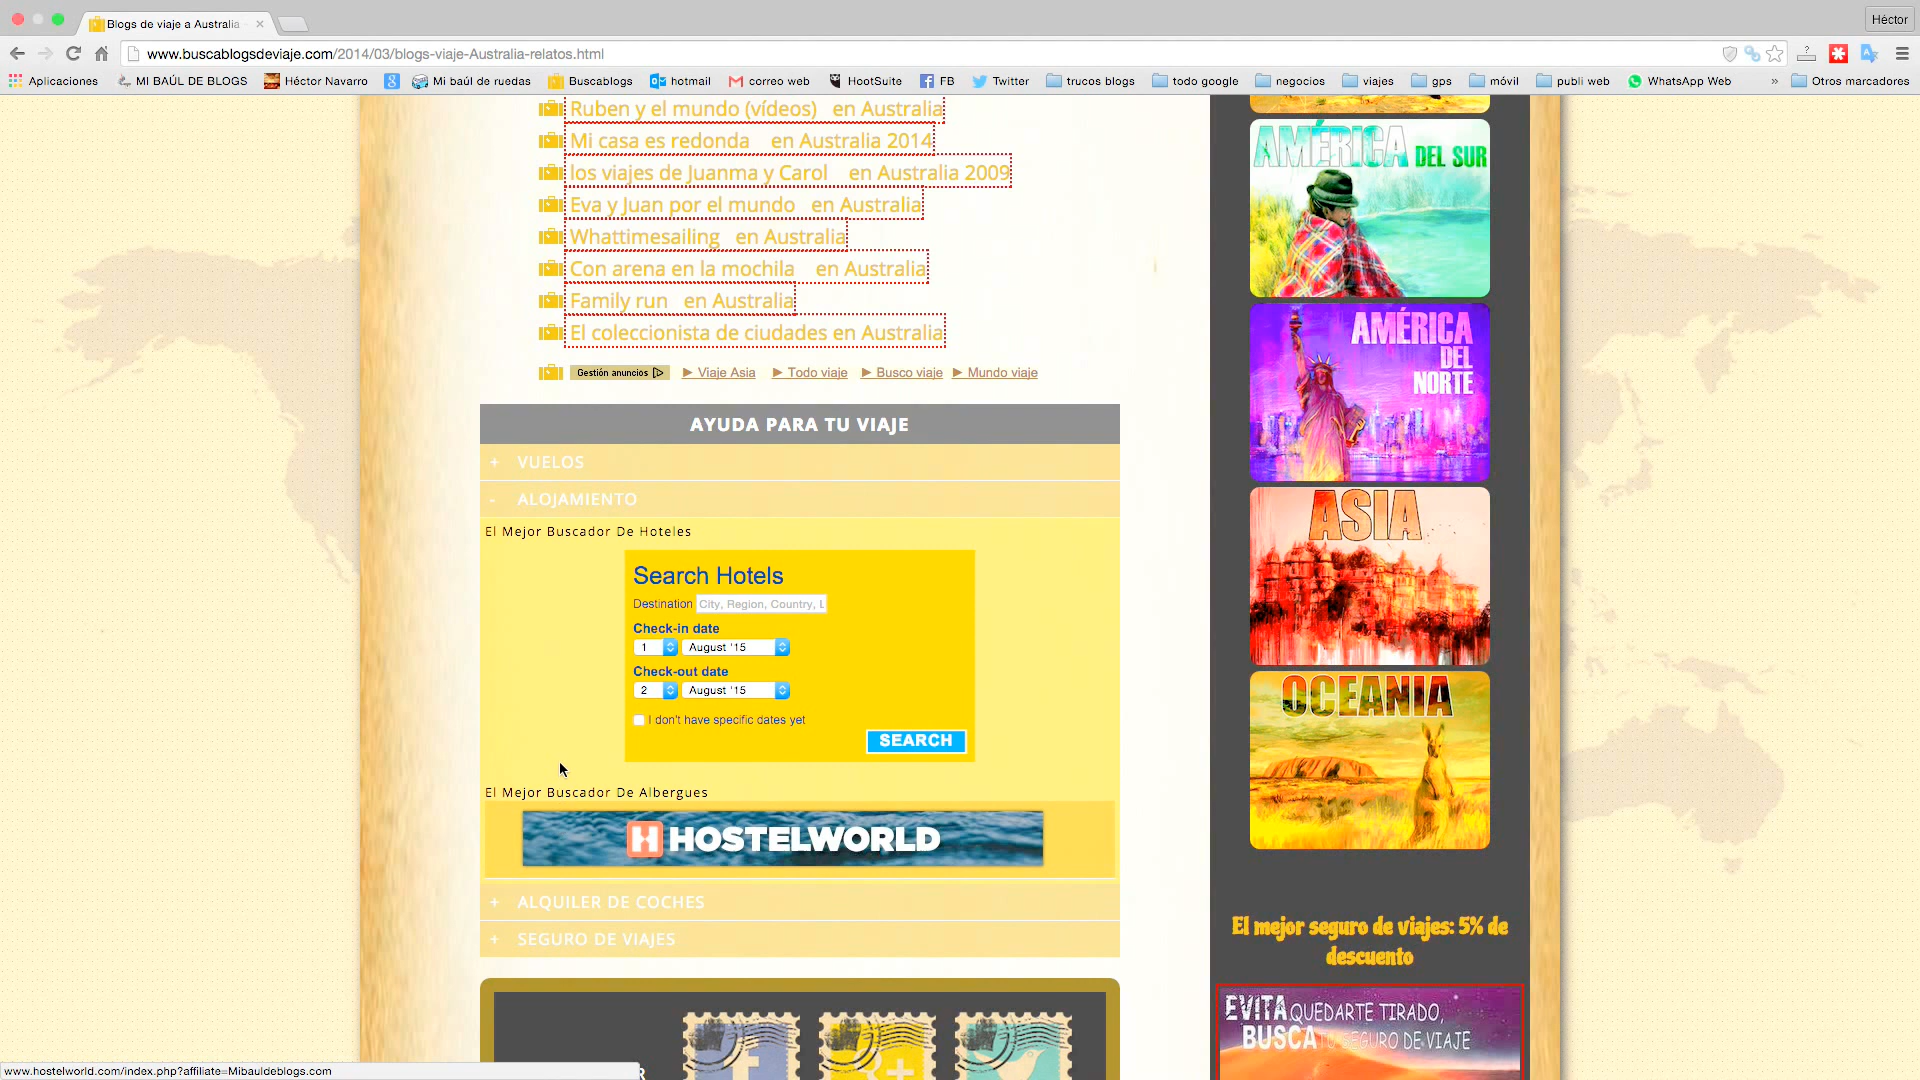 Blogs de viaje a Australia
Héctor
www.buscablogsdeviaje.com/2014/03/blogs-viaje-Australia-relatos.html
Aplicaciones MI BAÚL DE BLOGS Héctor Navarro Mi baúl de ruedas Buscablogs hotmail correo web HootSuite FB Twitter trucos blogs todo google negocios viajes gps móvil publi web WhatsApp Web » Otros marcadores
Ruben y el mundo (vídeos) en Australia
Mi casa es redonda en Australia 2014
los viajes de Juanma y Carol en Australia 2009
Eva y Juan por el mundo en Australia
Whattimesailing en Australia
Con arena en la mochila en Australia
Family run en Australia
El coleccionista de ciudades en Australia
Gestión anuncios ► Viaje Asia ► Todo viaje ► Busco viaje ► Mundo viaje
AYUDA PARA TU VIAJE
+ VUELOS
- ALOJAMIENTO
El Mejor Buscador De Hoteles
Search Hotels
Destination City, Region, Country, L
Check-in date
1 August '15
Check-out date
2 August '15
I don't have specific dates yet
SEARCH
El Mejor Buscador De Albergues
H HOSTELWORLD
+ ALQUILER DE COCHES
+ SEGURO DE VIAJES
AMÉRICA DEL SUR
AMÉRICA
DEL
NORTE
ASIA
OCEANIA
El mejor seguro de viajes: 5% de
descuento
EVITA QUEDARTE TIRADO,
BUSCA TU SEGURO DE VIAJE
www.hostelworld.com/index.php?affiliate=Mibauldeblogs.com